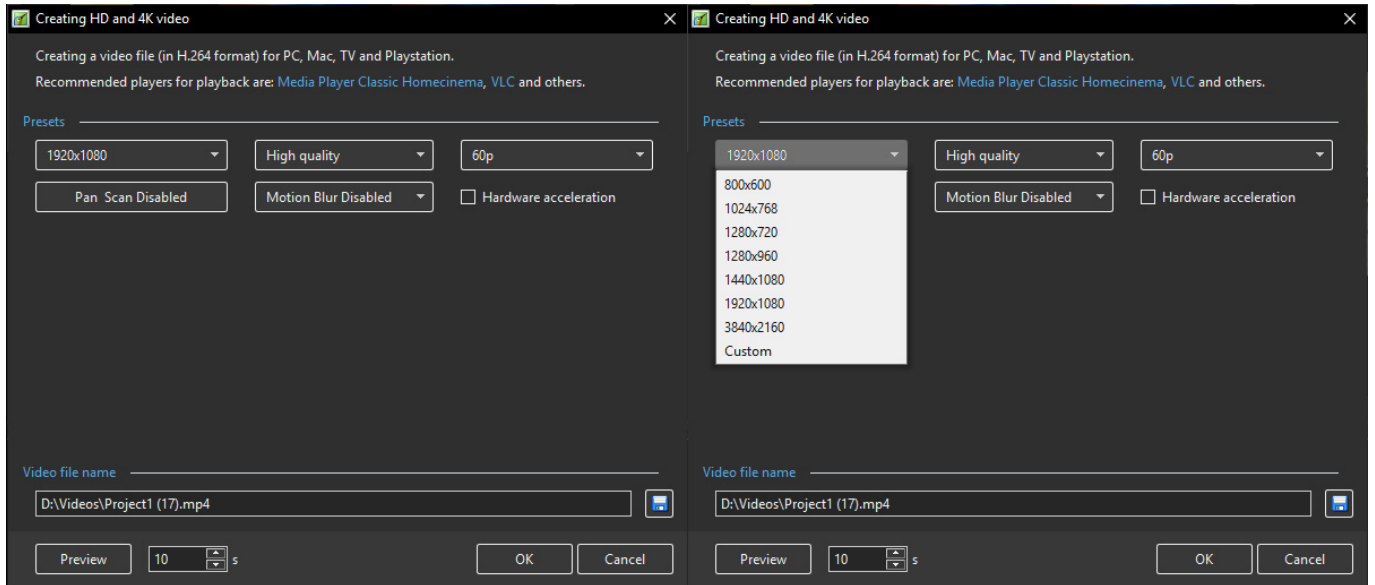 Creating HD and 4K video
Creating a video file (in H.264 format) for PC, Mac, TV and Playstation.
Recommended players for playback are: Media Player Classic Homecinema, VLC and others.
Presets
1920x1080 High quality 60p
Pan Scan Disabled Motion Blur Disabled Hardware acceleration
Video file name
D:\Videos\Project1 (17).mp4
Preview 10 s OK Cancel
Creating HD and 4K video
Creating a video file (in H.264 format) for PC, Mac, TV and Playstation.
Recommended players for playback are: Media Player Classic Homecinema, VLC and others.
Presets
1920x1080 High quality 60p
800x600 Motion Blur Disabled Hardware acceleration
1024x768
1280x720
1280x960
1440x1080
1920x1080
3840x2160
Custom
Video file name
D:\Videos\Project1 (17).mp4
Preview 10 s OK Cancel